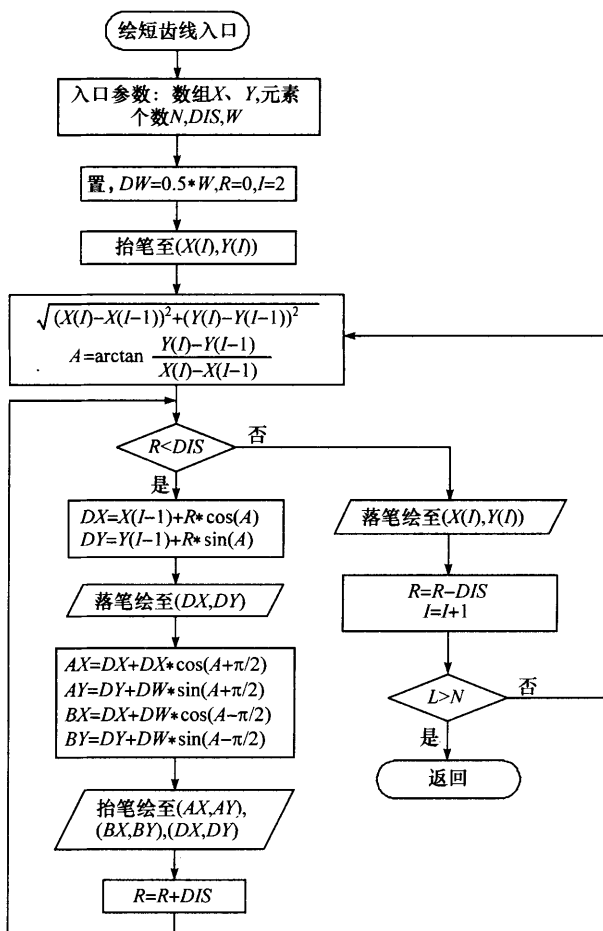 绘短齿线入口
入口参数：数组X、Y,元素
个数N,DIS,W
置，DW=0.5*W,R=0,I=2
抬笔至(X(I),Y(I))
√(X(I)−X(I−1))²+(Y(I)−Y(I−1))²
A=arctan (Y(I)−Y(I−1))/(X(I)−X(I−1))
R<DIS
否
是
DX=X(I−1)+R*cos(A)
DY=Y(I−1)+R*sin(A)
落笔绘至(X(I),Y(I))
落笔绘至(DX,DY)
R=R−DIS
I=I+1
AX=DX+DX*cos(A+π/2)
AY=DY+DW*sin(A+π/2)
BX=DX+DW*cos(A−π/2)
BY=DY+DW*sin(A−π/2)
L>N
否
是
返回
抬笔绘至(AX,AY),
(BX,BY),(DX,DY)
R=R+DIS